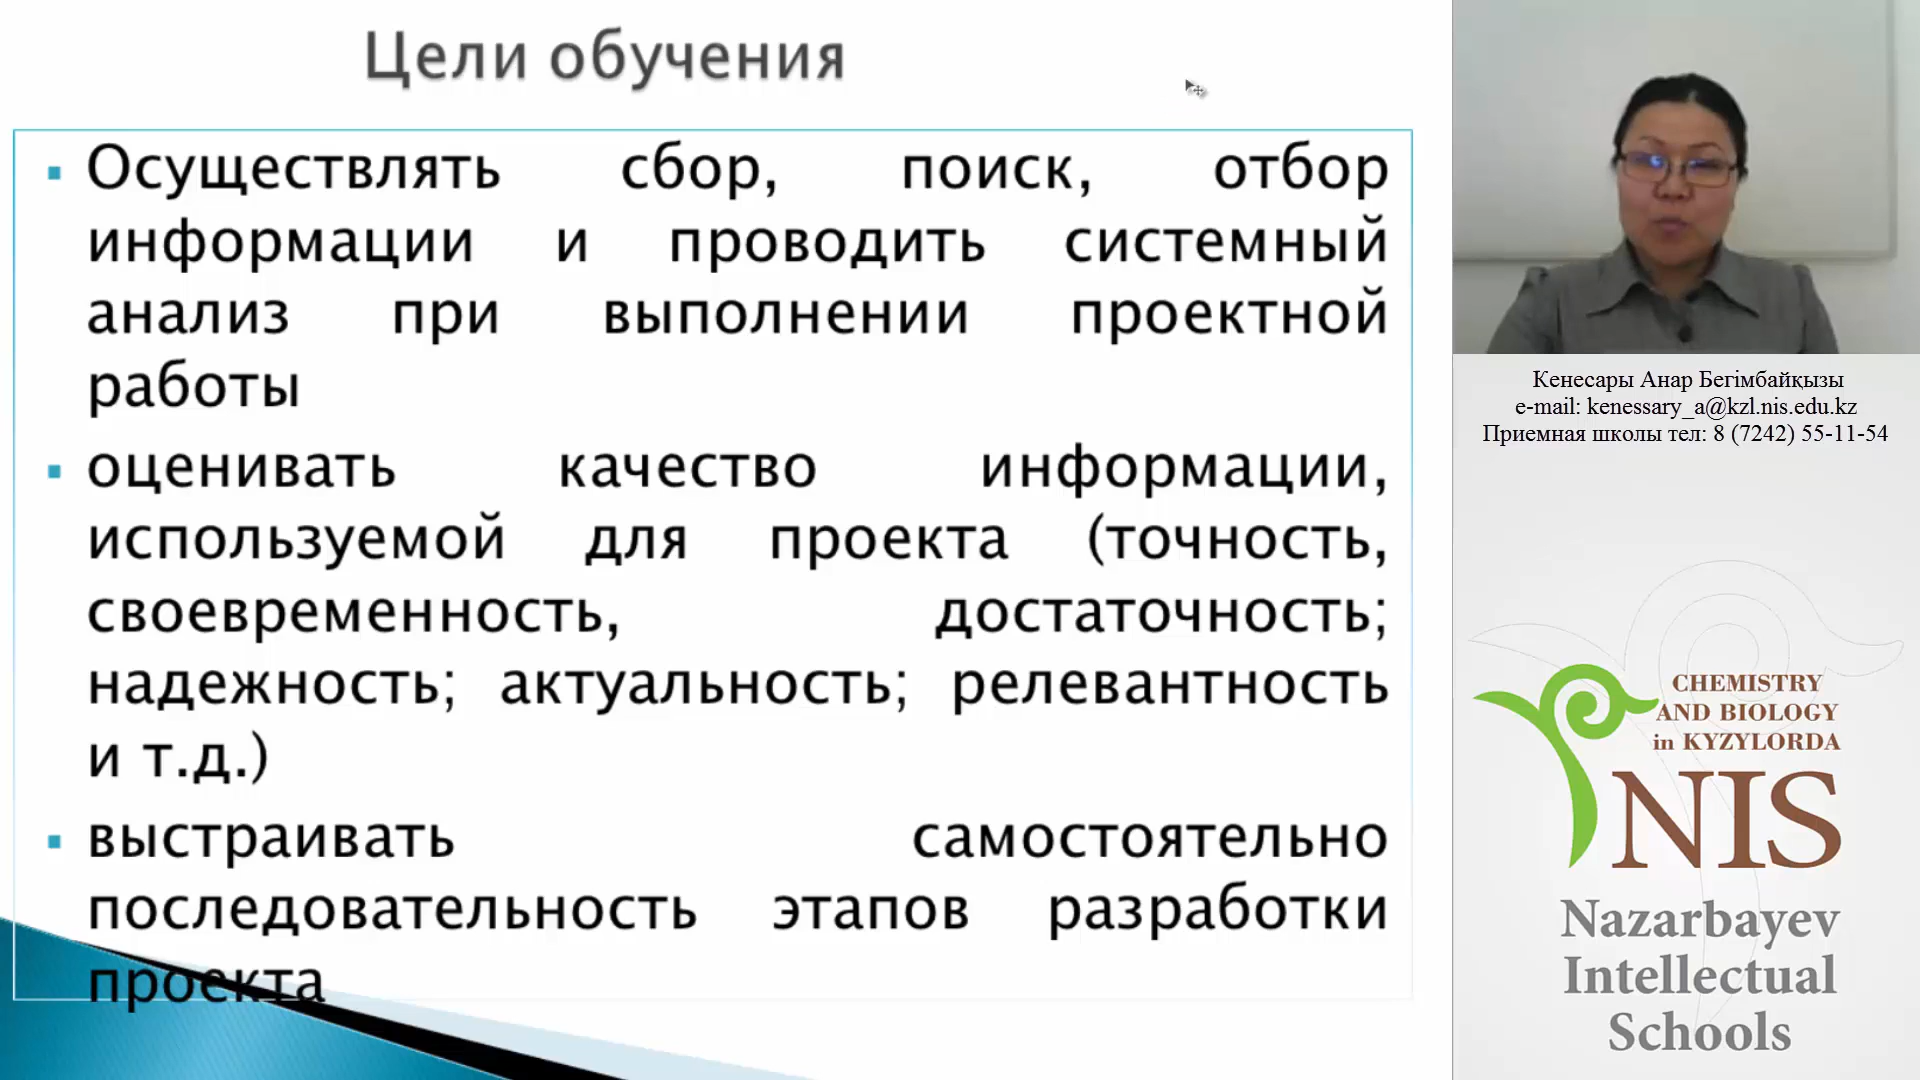 Цели обучения
Осуществлять сбор, поиск, отбор
информации и проводить системный
анализ при выполнении проектной
работы
оценивать качество информации,
используемой для проекта (точность,
своевременность, достаточность;
надежность; актуальность; релевантность
и т.д.)
выстраивать самостоятельно
последовательность этапов разработки
проекта
Кенесары Анар Бегімбайқызы
e-mail: kenessary_a@kzl.nis.edu.kz
Приемная школы тел: 8 (7242) 55-11-54
CHEMISTRY
AND BIOLOGY
in KYZYLORDA
NIS
Nazarbayev
Intellectual
Schools